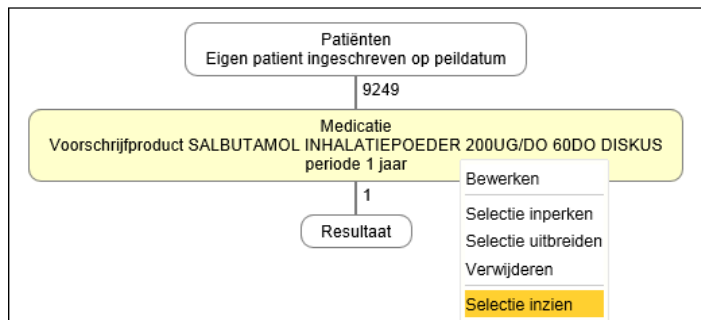 Patiënten
Eigen patient ingeschreven op peildatum
9249
Medicatie
Voorschrijfproduct SALBUTAMOL INHALATIEPOEDER 200UG/DO 60DO DISKUS
periode 1 jaar
1
Resultaat
Bewerken
Selectie inperken
Selectie uitbreiden
Verwijderen
Selectie inzien